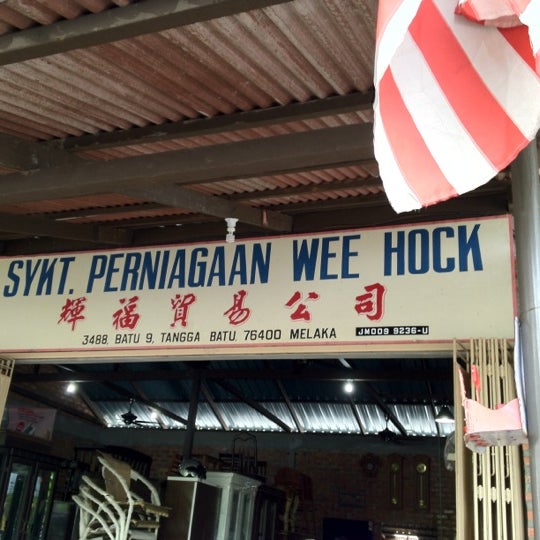 SYKT. PERNIAGAAN WEE HOCK
輝福貿易公司
3488, BATU 9, TANGGA BATU, 76400 MELAKA JM009 9236-U